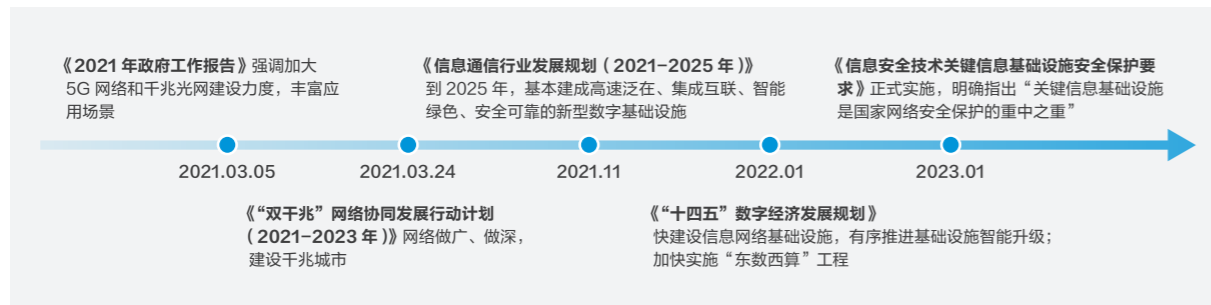 《2021年政府工作报告》强调加大
5G 网络和千兆光网建设力度，丰富应
用场景
《信息通信行业发展规划（2021-2025 年）》
到 2025 年，基本建成高速泛在、集成互联、智能
绿色、安全可靠的新型数字基础设施
《信息安全技术关键信息基础设施安全保护要
求》正式实施，明确指出“关键信息基础设施
是国家网络安全保护的重中之重”
2021.03.05
2021.03.24
2021.11
2022.01
2023.01
《“双千兆”网络协同发展行动计划
（2021-2023 年）》网络做广、做深，
建设千兆城市
《“十四五”数字经济发展规划》
快建设信息网络基础设施，有序推进基础设施智能升级；
加快实施“东数西算”工程